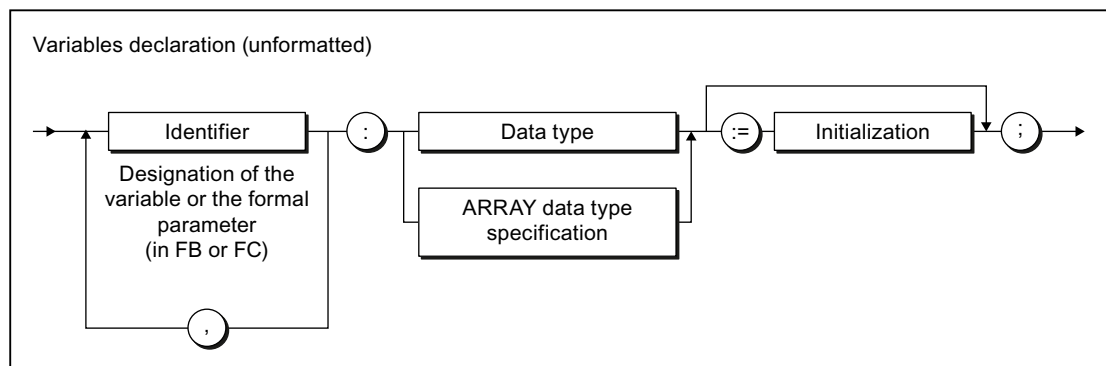 Variables declaration (unformatted)
Identifier
:
Data type
:=
Initialization
;
Designation of the
variable or the formal
parameter
(in FB or FC)
ARRAY data type
specification
,